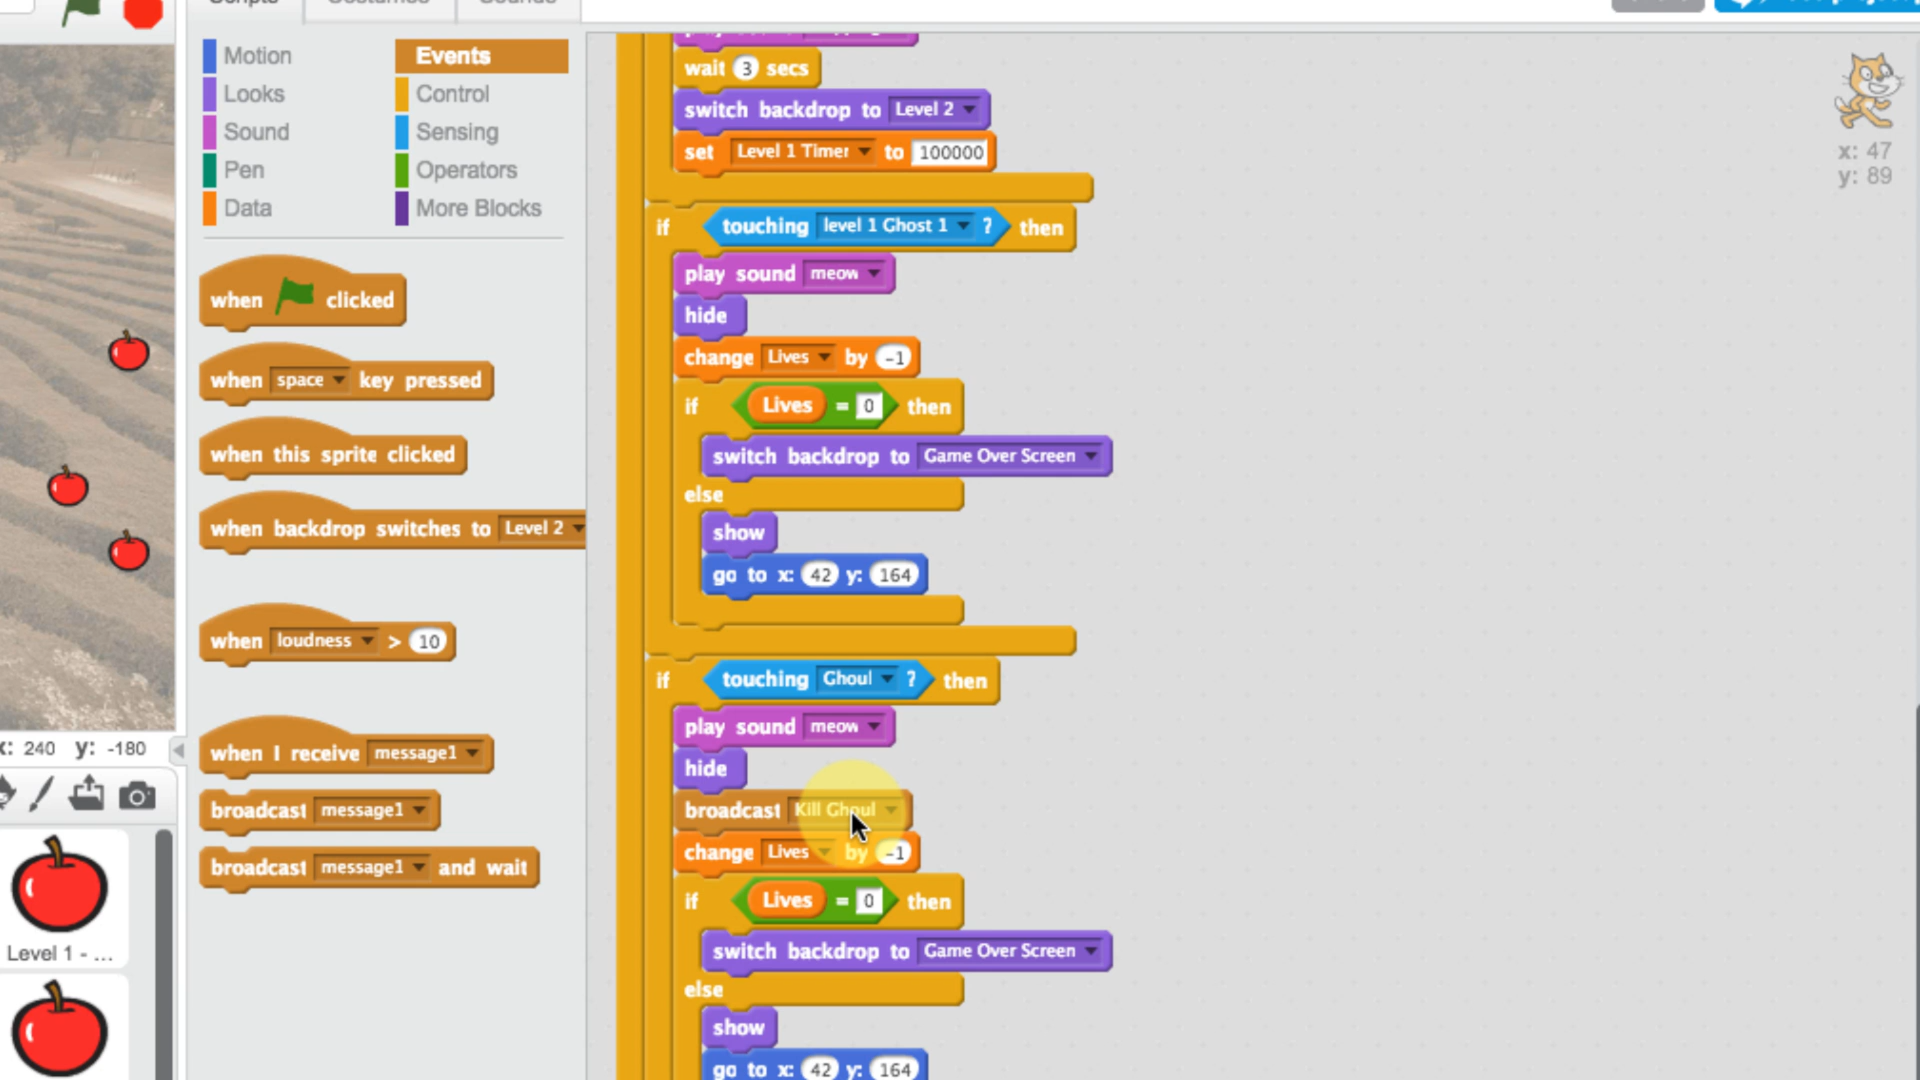 Scripts
Motion
Events
Looks
Control
Sound
Sensing
Pen
Operators
Data
More Blocks
when clicked
when space key pressed
when this sprite clicked
when backdrop switches to Level 2
when loudness > 10
when I receive message1
broadcast message1
broadcast message1 and wait
x: 240 y: -180
Level 1 - ...
wait 3 secs
switch backdrop to Level 2
set Level 1 Timer to 100000
if touching level 1 Ghost 1 ? then
play sound meow
hide
change Lives by -1
if Lives = 0 then
switch backdrop to Game Over Screen
else
show
go to x: 42 y: 164
if touching Ghoul ? then
play sound meow
hide
broadcast Kill Ghoul
change Lives by -1
if Lives = 0 then
switch backdrop to Game Over Screen
else
show
go to x: 42 y: 164
x: 47
y: 89